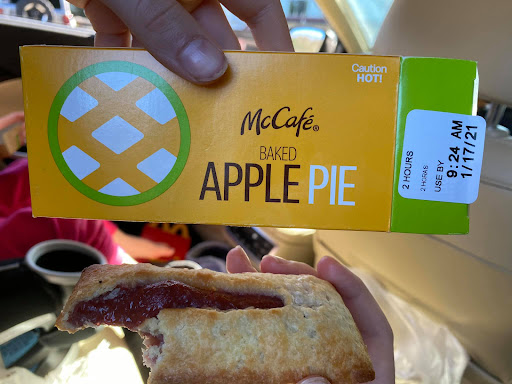 Caution
HOT!
McCafé®
BAKED
APPLE PIE
2 HOURS
2 HORAS
USE BY
9:24 AM
1/17/21